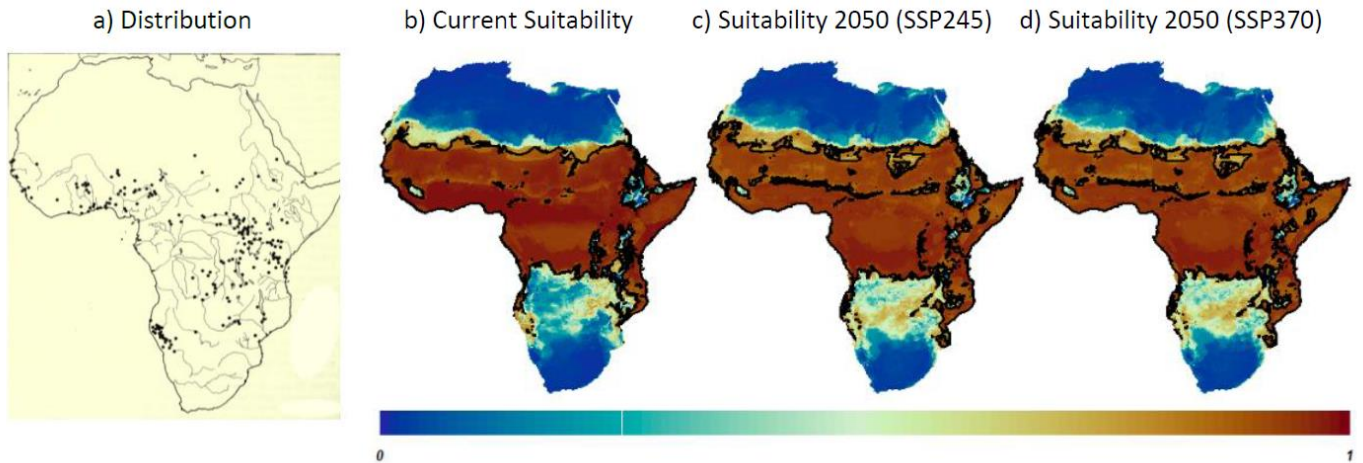 a) Distribution
b) Current Suitability
c) Suitability 2050 (SSP245)
d) Suitability 2050 (SSP370)
0
1